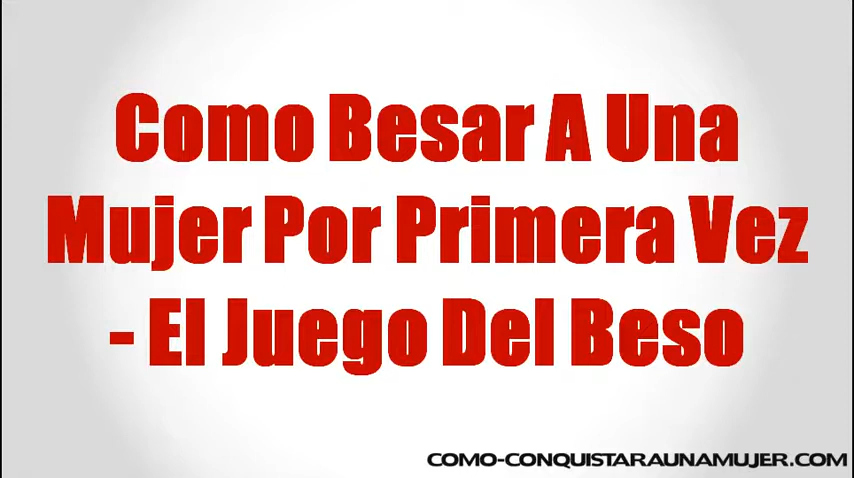 Como Besar A Una
Mujer Por Primera Vez
- El Juego Del Beso
COMO-CONQUISTARAUNAMUJER.COM